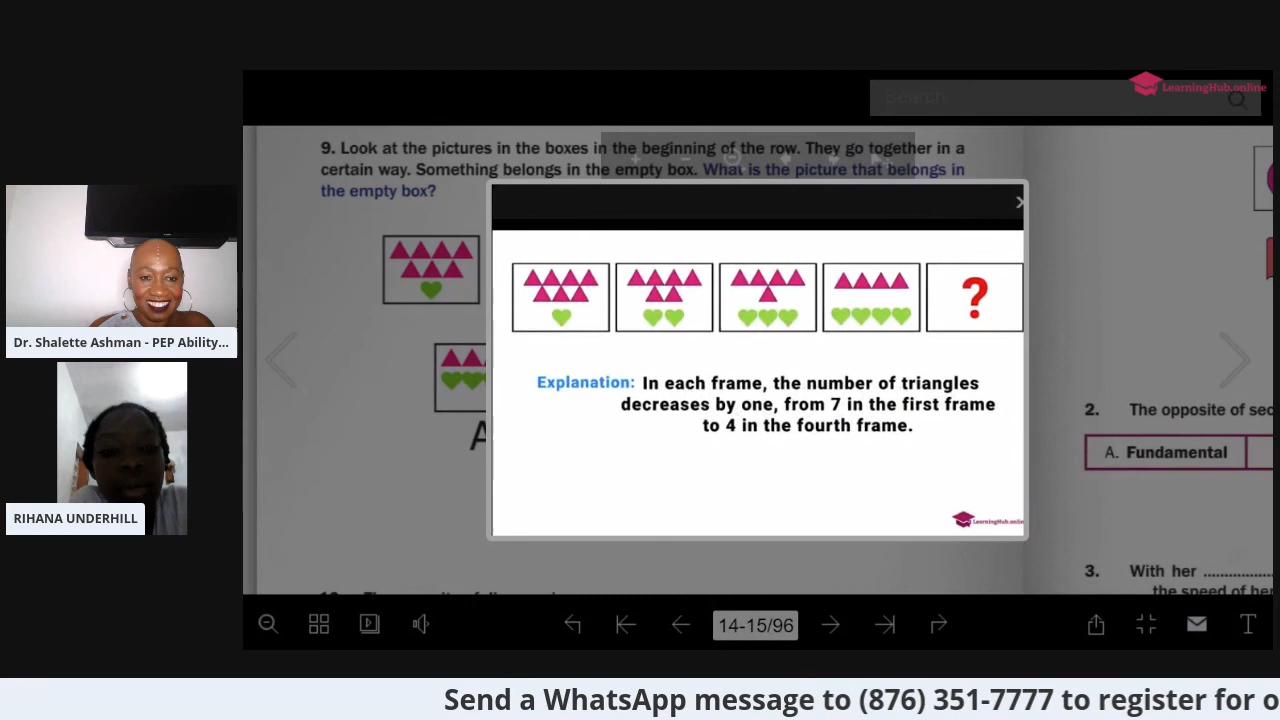 Search
LearningHub.online
9. Look at the pictures in the boxes in the beginning of the row. They go together in a
certain way. Something belongs in the empty box. What is the picture that belongs in
the empty box?
?
Explanation: In each frame, the number of triangles
decreases by one, from 7 in the first frame
to 4 in the fourth frame.
LearningHub.online
A
2. The opposite of sec
A. Fundamental
3. With her
the speed of her
Dr. Shalette Ashman - PEP Ability...
RIHANA UNDERHILL
14-15/96
Send a WhatsApp message to (876) 351-7777 to register for o